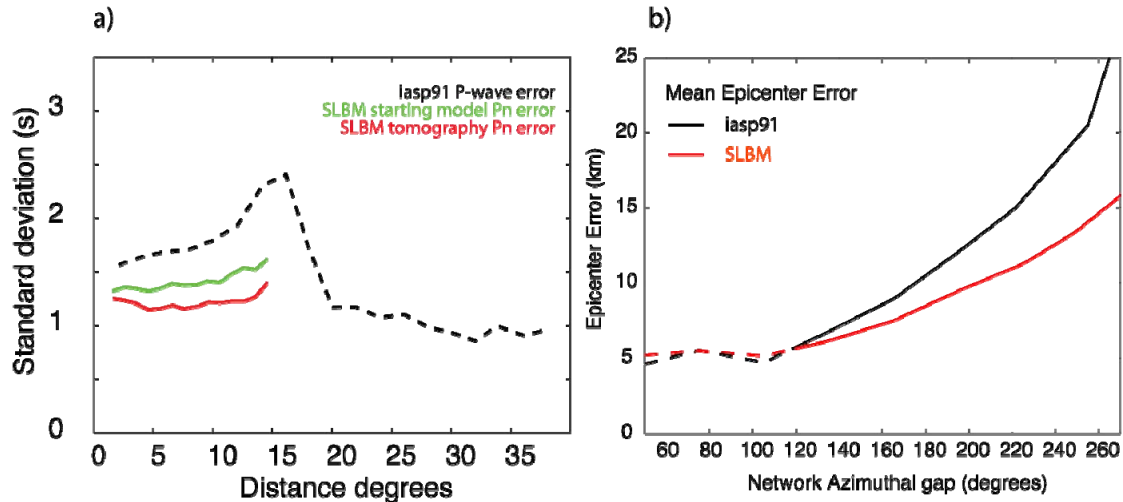 a)
3
2
1
0
Standard deviation (s)
iasp91 P-wave error
SLBM starting model Pn error
SLBM tomography Pn error
0 5 10 15 20 25 30 35
Distance degrees
b)
25
20
15
10
5
0
Epicenter Error (km)
Mean Epicenter Error
iasp91
SLBM
60 80 100 120 140 160 180 200 220 240 260
Network Azimuthal gap (degrees)